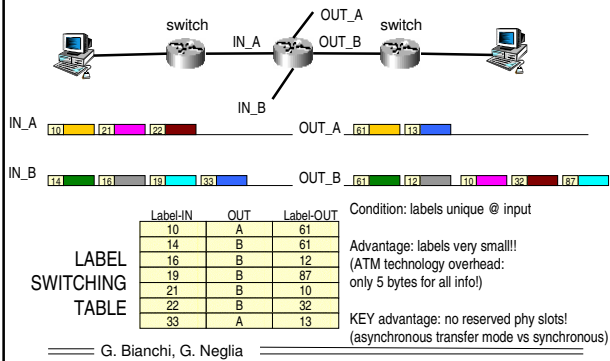 OUT_A
switch
switch
IN_A
OUT_B
IN_B
IN_A
10 21 22
OUT_A
61 13
IN_B
14 16 19 33
OUT_B
61 12 10 32 87
Label-IN OUT Label-OUT
10 A 61
14 B 61
16 B 12
19 B 87
21 B 10
22 B 32
33 A 13
LABEL
SWITCHING
TABLE
Condition: labels unique @ input
Advantage: labels very small!!
(ATM technology overhead:
only 5 bytes for all info!)
KEY advantage: no reserved phy slots!
(asynchronous transfer mode vs synchronous)
G. Bianchi, G. Neglia